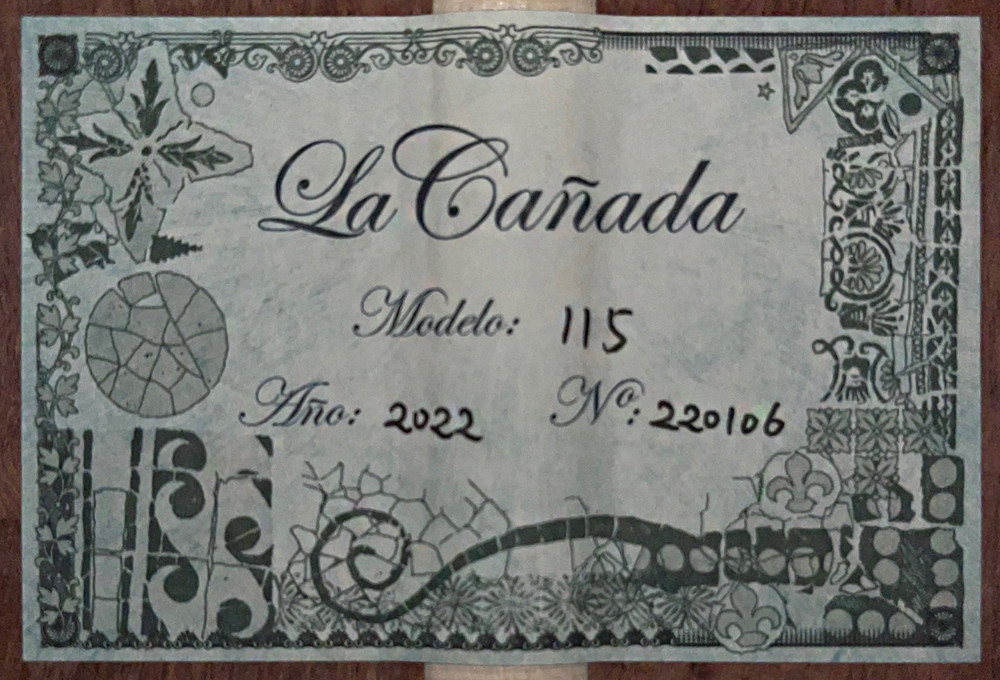 La Cañada
Modelo: 115
Año: 2022 Nº: 220106